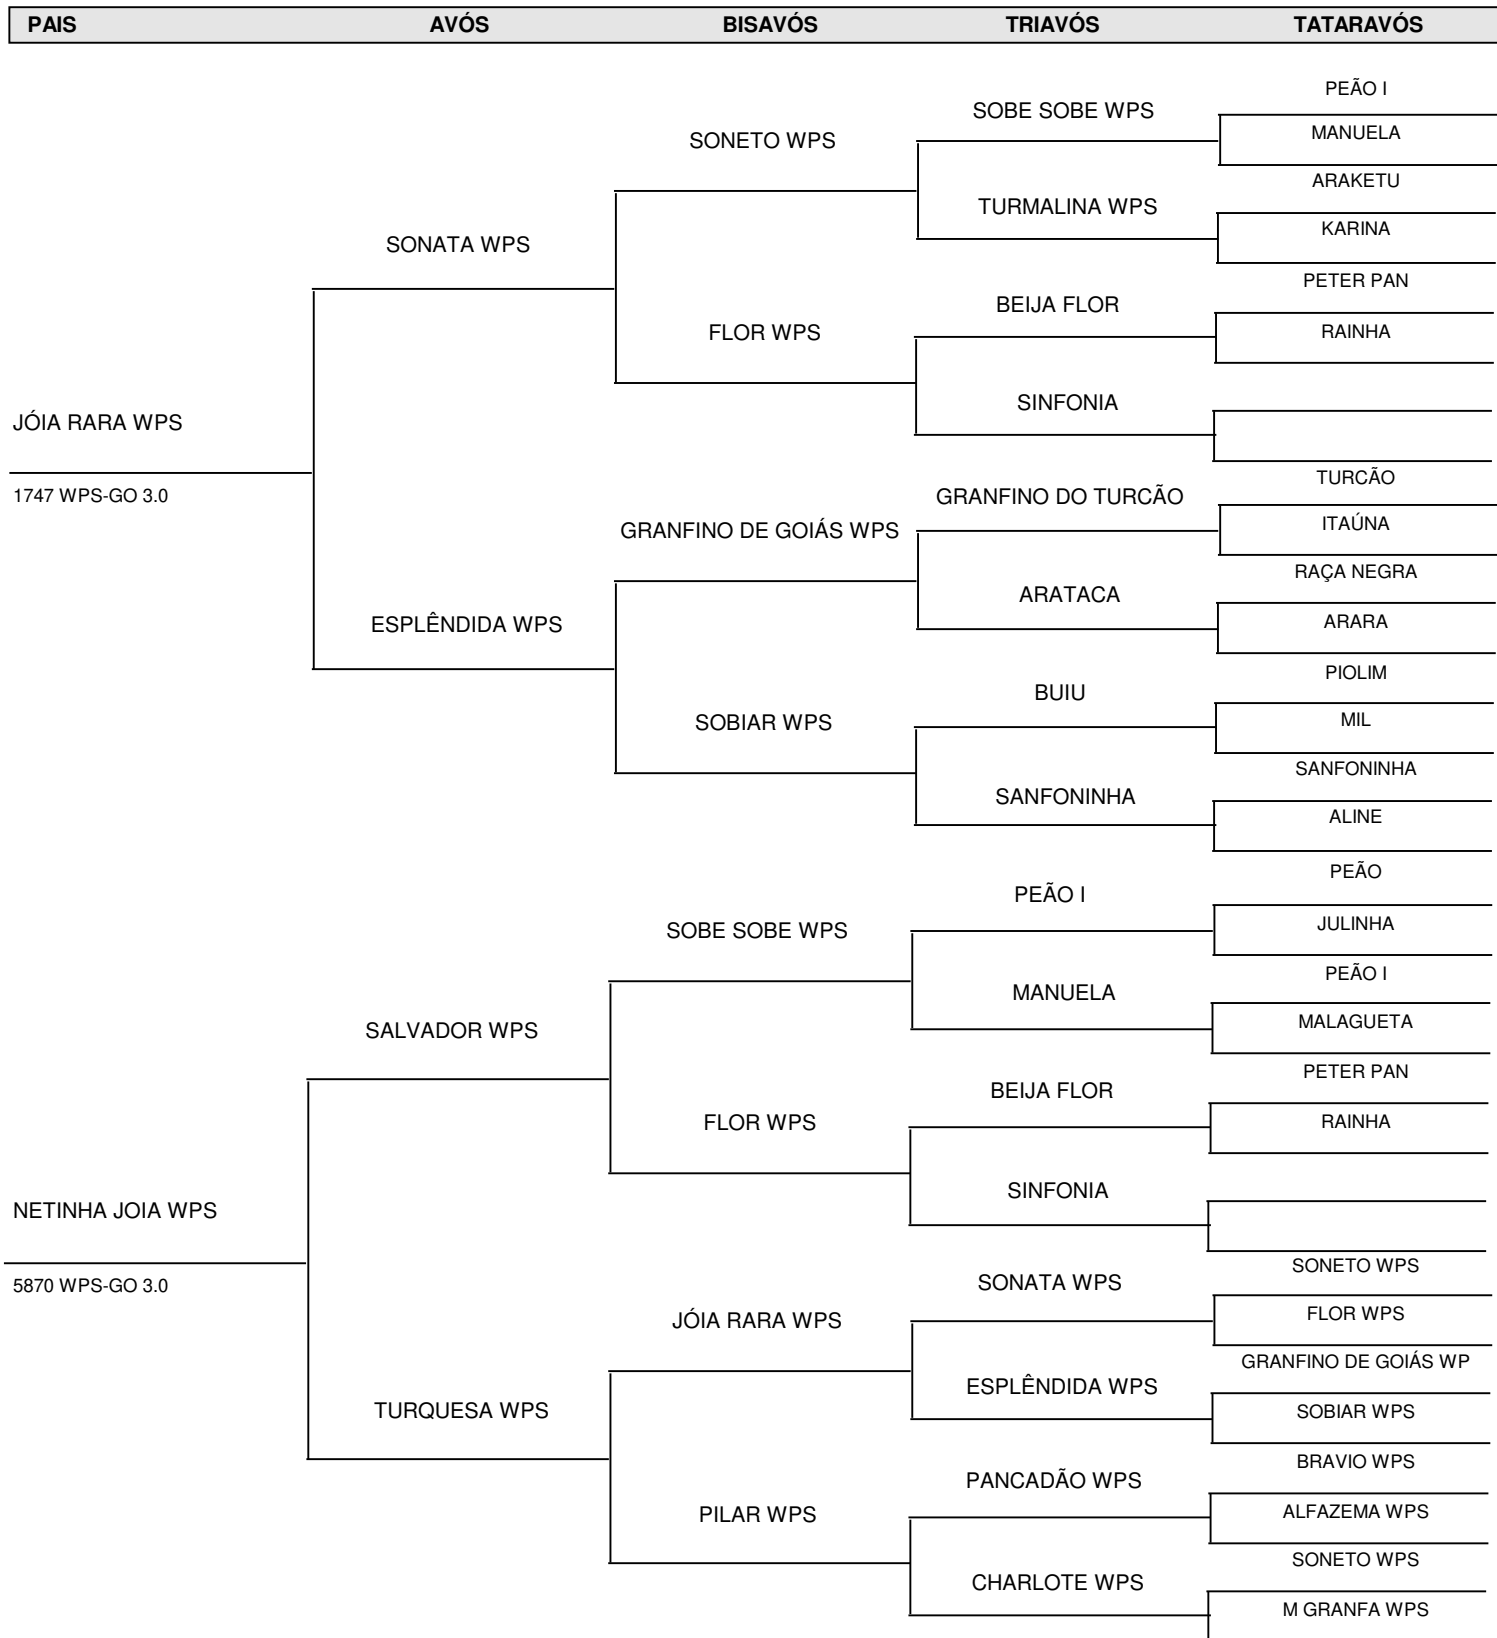 PAIS AVÓS BISAVÓS TRIAVÓS TATARAVÓS
PEÃO I
SOBE SOBE WPS
MANUELA
SONETO WPS
ARAKETU
TURMALINA WPS
KARINA
SONATA WPS
PETER PAN
BEIJA FLOR
RAINHA
FLOR WPS
SINFONIA
JÓIA RARA WPS
1747 WPS-GO 3.0
TURCÃO
GRANFINO DO TURCÃO
ITAÚNA
GRANFINO DE GOIÁS WPS
RAÇA NEGRA
ARATACA
ARARA
ESPLÊNDIDA WPS
PIOLIM
BUIU
MIL
SOBIAR WPS
SANFONINHA
SANFONINHA
ALINE
PEÃO
PEÃO I
JULINHA
SOBE SOBE WPS
PEÃO I
MANUELA
MALAGUETA
SALVADOR WPS
PETER PAN
BEIJA FLOR
RAINHA
FLOR WPS
SINFONIA
NETINHA JOIA WPS
5870 WPS-GO 3.0
SONETO WPS
SONATA WPS
FLOR WPS
JÓIA RARA WPS
GRANFINO DE GOIÁS WP
ESPLÊNDIDA WPS
SOBIAR WPS
TURQUESA WPS
BRAVIO WPS
PANCADÃO WPS
ALFAZEMA WPS
PILAR WPS
SONETO WPS
CHARLOTE WPS
M GRANFA WPS